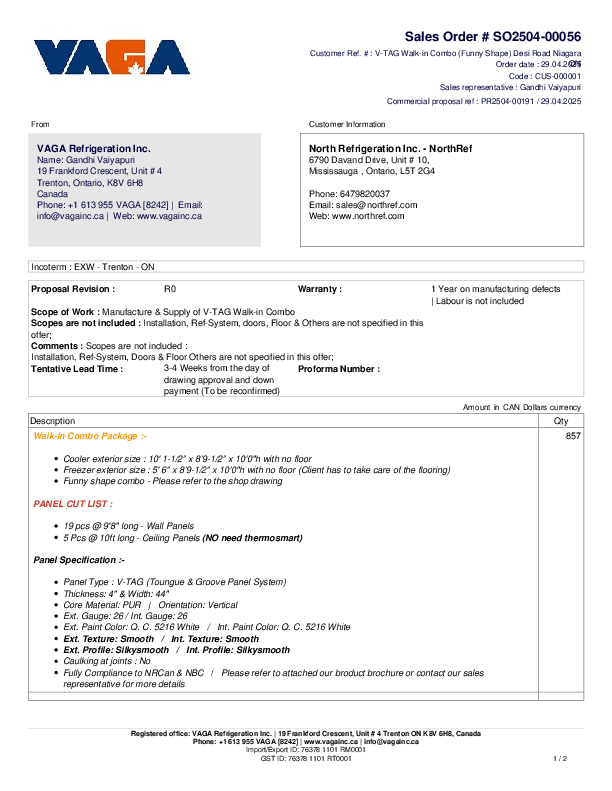 VAGA
Sales Order # SO2504-00056
Customer Ref. # : V-TAG Walk-in Combo (Funny Shape) Desi Road Niagara
Order date : 29.04.2025
Code : CUS-000001
Sales representative : Gandhi Vaiyapuri
Commercial proposal ref : PR2504-00191 / 29.04.2025
From
Customer Information
VAGA Refrigeration Inc.
Name: Gandhi Vaiyapuri
19 Frankford Crescent, Unit # 4
Trenton, Ontario, K8V 6H8
Canada
Phone: +1 613 955 VAGA [8242] | Email:
info@vagainc.ca | Web: www.vagainc.ca
North Refrigeration Inc. - NorthRef
6790 Davand Drive, Unit # 10,
Mississauga , Ontario, L5T 2G4
Phone: 6479820037
Email: sales@northref.com
Web: www.northref.com
Incoterm : EXW - Trenton - ON
Proposal Revision : R0 Warranty : 1 Year on manufacturing defects
| Labour is not included
Scope of Work : Manufacture & Supply of V-TAG Walk-in Combo
Scopes are not included : Installation, Ref-System, doors, Floor & Others are not specified in this
offer;
Comments : Scopes are not included :
Installation, Ref-System, Doors & Floor Others are not specified in this offer;
Tentative Lead Time : 3-4 Weeks from the day of Proforma Number :
drawing approval and down
payment (To be reconfirmed)
Amount in CAN Dollars currency
Description Qty
Walk-in Combo Package :- 857
• Cooler exterior size : 10' 1-1/2" x 8'9-1/2" x 10'0"h with no floor
• Freezer exterior size : 5' 6" x 8'9-1/2" x 10'0"h with no floor (Client has to take care of the flooring)
• Funny shape combo - Please refer to the shop drawing
PANEL CUT LIST :
• 19 pcs @ 9'8" long - Wall Panels
• 5 Pcs @ 10ft long - Ceiling Panels (NO need thermosmart)
Panel Specification :-
• Panel Type : V-TAG (Toungue & Groove Panel System)
• Thickness: 4" & Width: 44"
• Core Material: PUR / Orientation: Vertical
• Ext. Gauge: 26 / Int. Gauge: 26
• Ext. Paint Color: Q. C. 5216 White / Int. Paint Color: Q. C. 5216 White
• Ext. Texture: Smooth / Int. Texture: Smooth
• Ext. Profile: Silkysmooth / Int. Profile: Silkysmooth
• Caulking at joints : No
• Fully Compliance to NRCan & NBC / Please refer to attached our broduct brochure or contact our sales
representative for more details
Registered office: VAGA Refrigeration Inc. | 19 Frankford Crescent, Unit # 4 Trenton ON K8V 6H8, Canada
Phone: +1 613 955 VAGA [8242] | www.vagainc.ca | info@vagainc.ca
Import/Export ID: 76378 1101 RM0001
GST ID: 76378 1101 RT0001
1 / 2